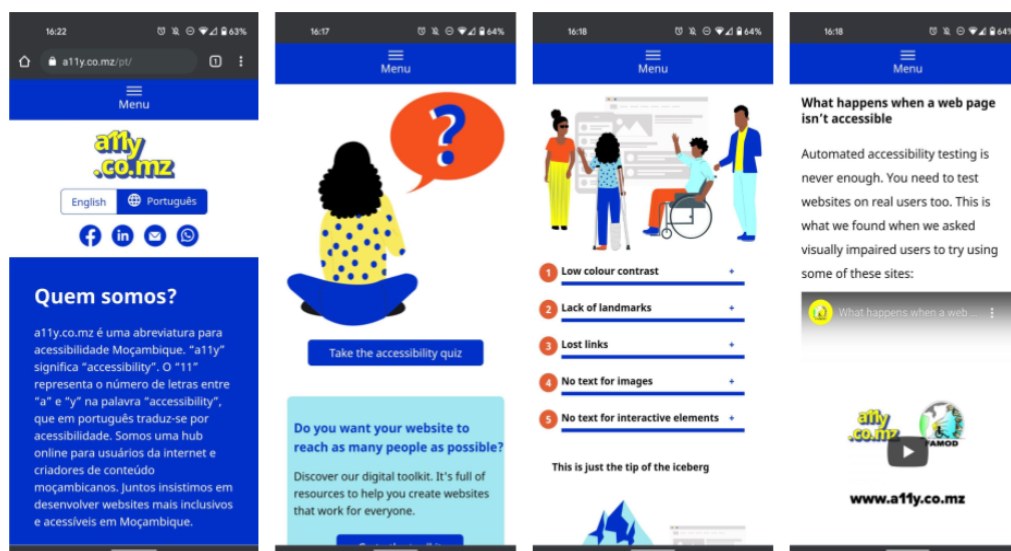 16:22
63%
a11y.co.mz/pt/
1
Menu
a11y
.co.mz
English
Português
Quem somos?
a11y.co.mz é uma abreviatura para
acessibilidade Moçambique. “a11y”
significa “accessibility”. O “11”
representa o número de letras entre
“a” e “y” na palavra “accessibility”,
que em português traduz-se por
acessibilidade. Somos uma hub
online para usuários da internet e
criadores de conteúdo
moçambicanos. Juntos insistimos em
desenvolver websites mais inclusivos
e acessíveis em Moçambique.
16:17
64%
Menu
?
Take the accessibility quiz
Do you want your website to
reach as many people as possible?
Discover our digital toolkit. It's full of
resources to help you create websites
that work for everyone.
16:18
64%
Menu
1 Low colour contrast +
2 Lack of landmarks +
3 Lost links +
4 No text for images +
5 No text for interactive elements +
This is just the tip of the iceberg
16:18
64%
Menu
What happens when a web page
isn’t accessible
Automated accessibility testing is
never enough. You need to test
websites on real users too. This is
what we found when we asked
visually impaired users to try using
some of these sites:
What happens when a web ...
a11y
.co.mz
FAMOD
www.a11y.co.mz